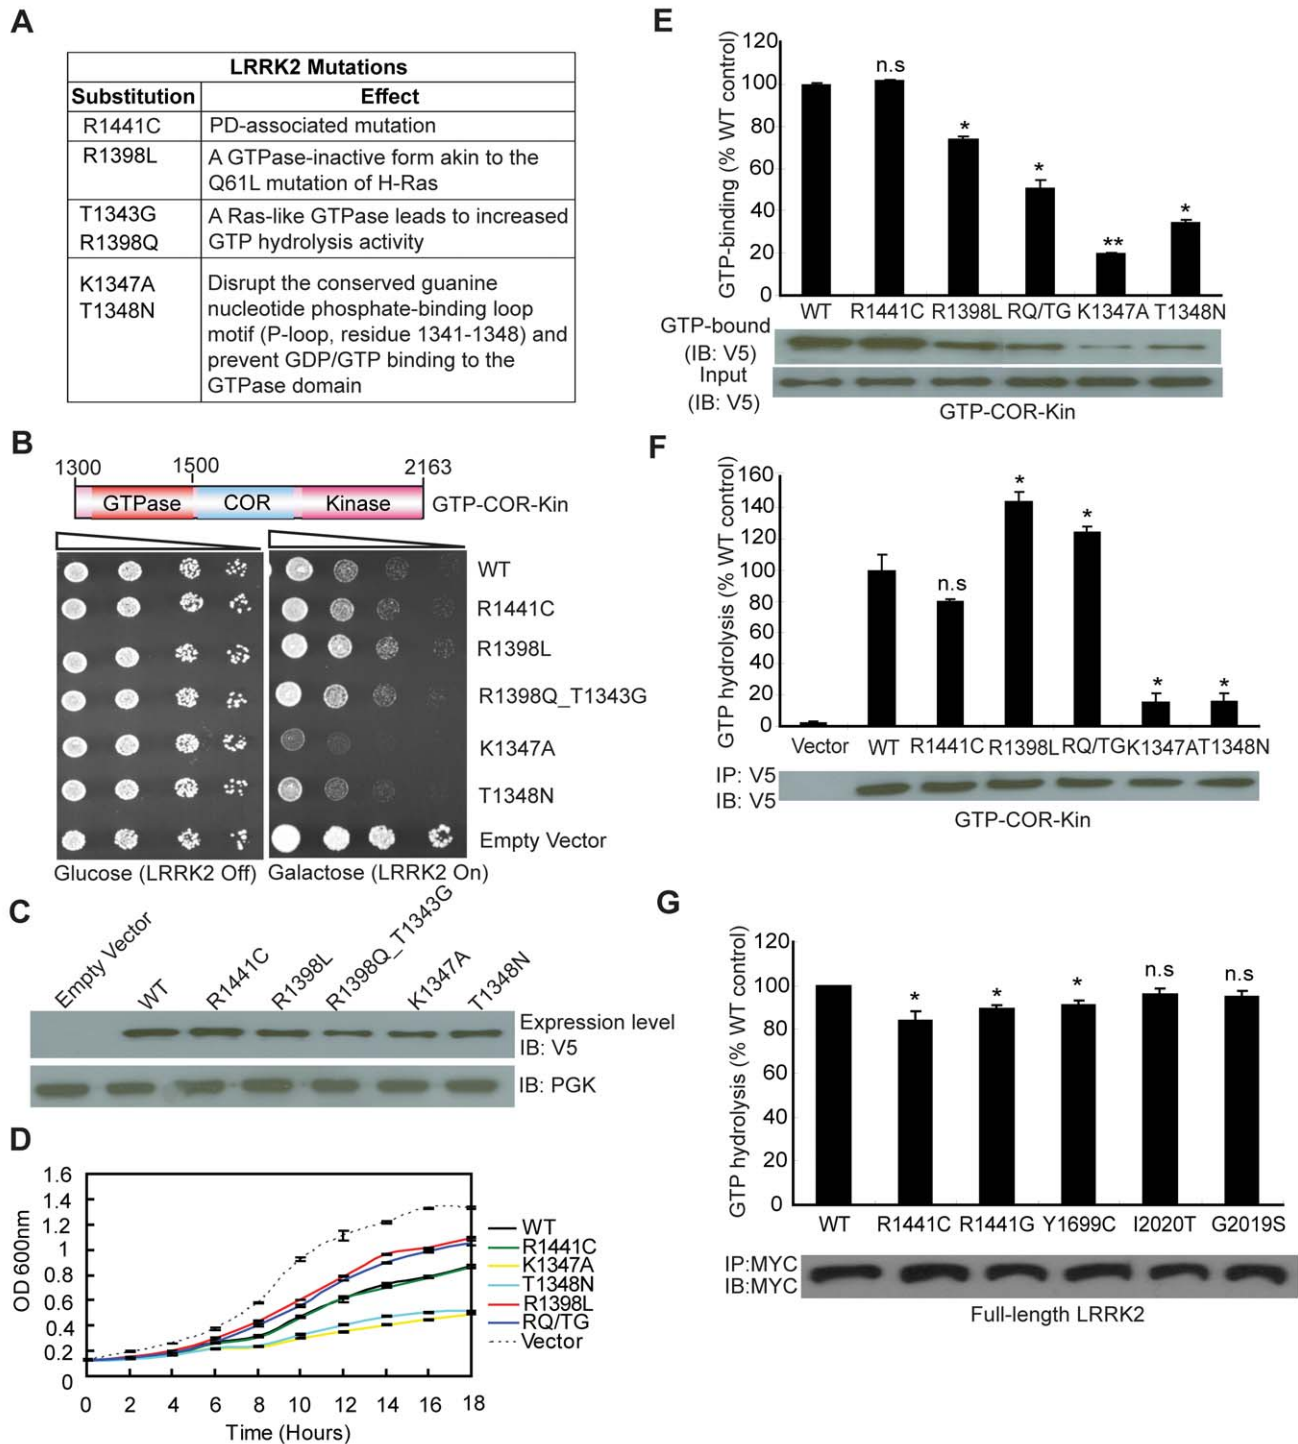 A
LRRK2 Mutations
Substitution Effect
R1441C PD-associated mutation
R1398L A GTPase-inactive form akin to the
Q61L mutation of H-Ras
T1343G A Ras-like GTPase leads to increased
R1398Q GTP hydrolysis activity
K1347A Disrupt the conserved guanine
T1348N nucleotide phosphate-binding loop
motif (P-loop, residue 1341-1348) and
prevent GDP/GTP binding to the
GTPase domain
B
1300 1500 2163
GTPase COR Kinase GTP-COR-Kin
WT
R1441C
R1398L
R1398Q_T1343G
K1347A
T1348N
Empty Vector
Glucose (LRRK2 Off) Galactose (LRRK2 On)
C
Empty Vector WT R1441C R1398L R1398Q_T1343G K1347A T1348N
Expression level
IB: V5
IB: PGK
D
OD 600nm
1.6
1.4
1.2
1
0.8
0.6
0.4
0.2
0
0 2 4 6 8 10 12 14 16 18
Time (Hours)
WT
R1441C
K1347A
T1348N
R1398L
RQ/TG
Vector
E
GTP-binding (% WT control)
120
100
80
60
40
20
0
n.s * * ** *
WT R1441C R1398L RQ/TG K1347A T1348N
GTP-bound
(IB: V5)
Input
(IB: V5)
GTP-COR-Kin
F
GTP hydrolysis (% WT control)
160
140
120
100
80
60
40
20
0
n.s * * * *
Vector WT R1441C R1398L RQ/TG K1347A T1348N
IP: V5
IB: V5
GTP-COR-Kin
G
GTP hydrolysis (% WT control)
120
100
80
60
40
20
0
* * * n.s n.s
WT R1441C R1441G Y1699C I2020T G2019S
IP:MYC
IB:MYC
Full-length LRRK2